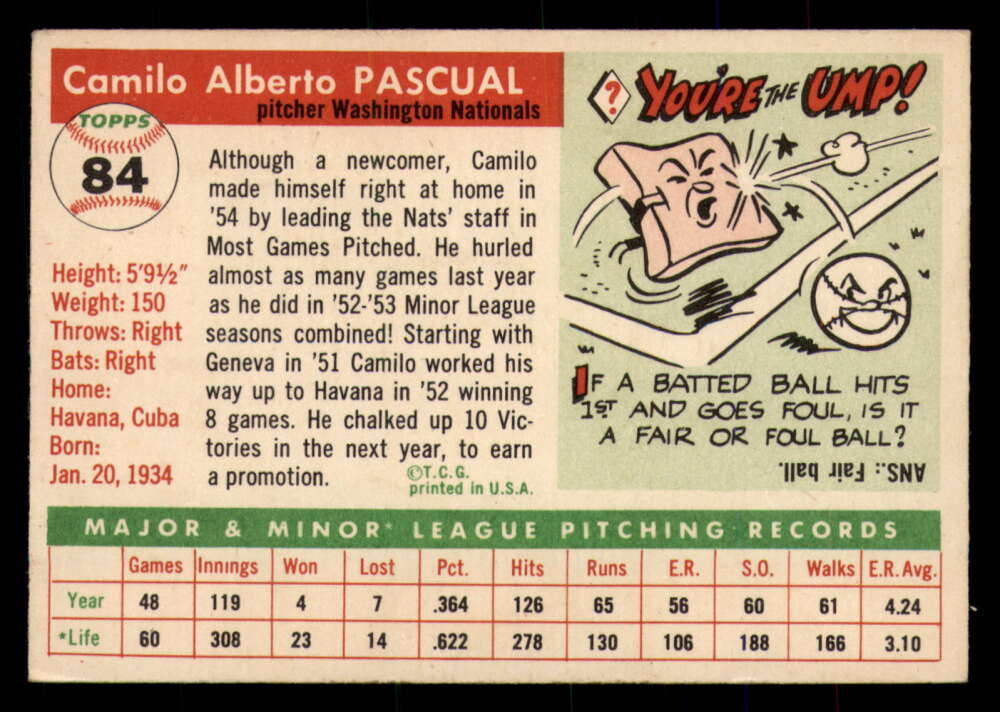 Camilo Alberto PASCUAL
pitcher Washington Nationals
TOPPS
84
Height: 5'9½"
Weight: 150
Throws: Right
Bats: Right
Home:
Havana, Cuba
Born:
Jan. 20, 1934
Although a newcomer, Camilo
made himself right at home in
'54 by leading the Nats' staff in
Most Games Pitched. He hurled
almost as many games last year
as he did in '52-'53 Minor League
seasons combined! Starting with
Geneva in '51 Camilo worked his
way up to Havana in '52 winning
8 games. He chalked up 10 Vic-
tories in the next year, to earn
a promotion.
©T.C.G.
printed in U.S.A.
? YOU'RE THE UMP!
IF A BATTED BALL HITS
1ST AND GOES FOUL, IS IT
A FAIR OR FOUL BALL?
ANS.: Fair ball.
MAJOR & MINOR* LEAGUE PITCHING RECORDS
Games Innings Won Lost Pct. Hits Runs E.R. S.O. Walks E.R. Avg.
Year 48 119 4 7 .364 126 65 56 60 61 4.24
*Life 60 308 23 14 .622 278 130 106 188 166 3.10